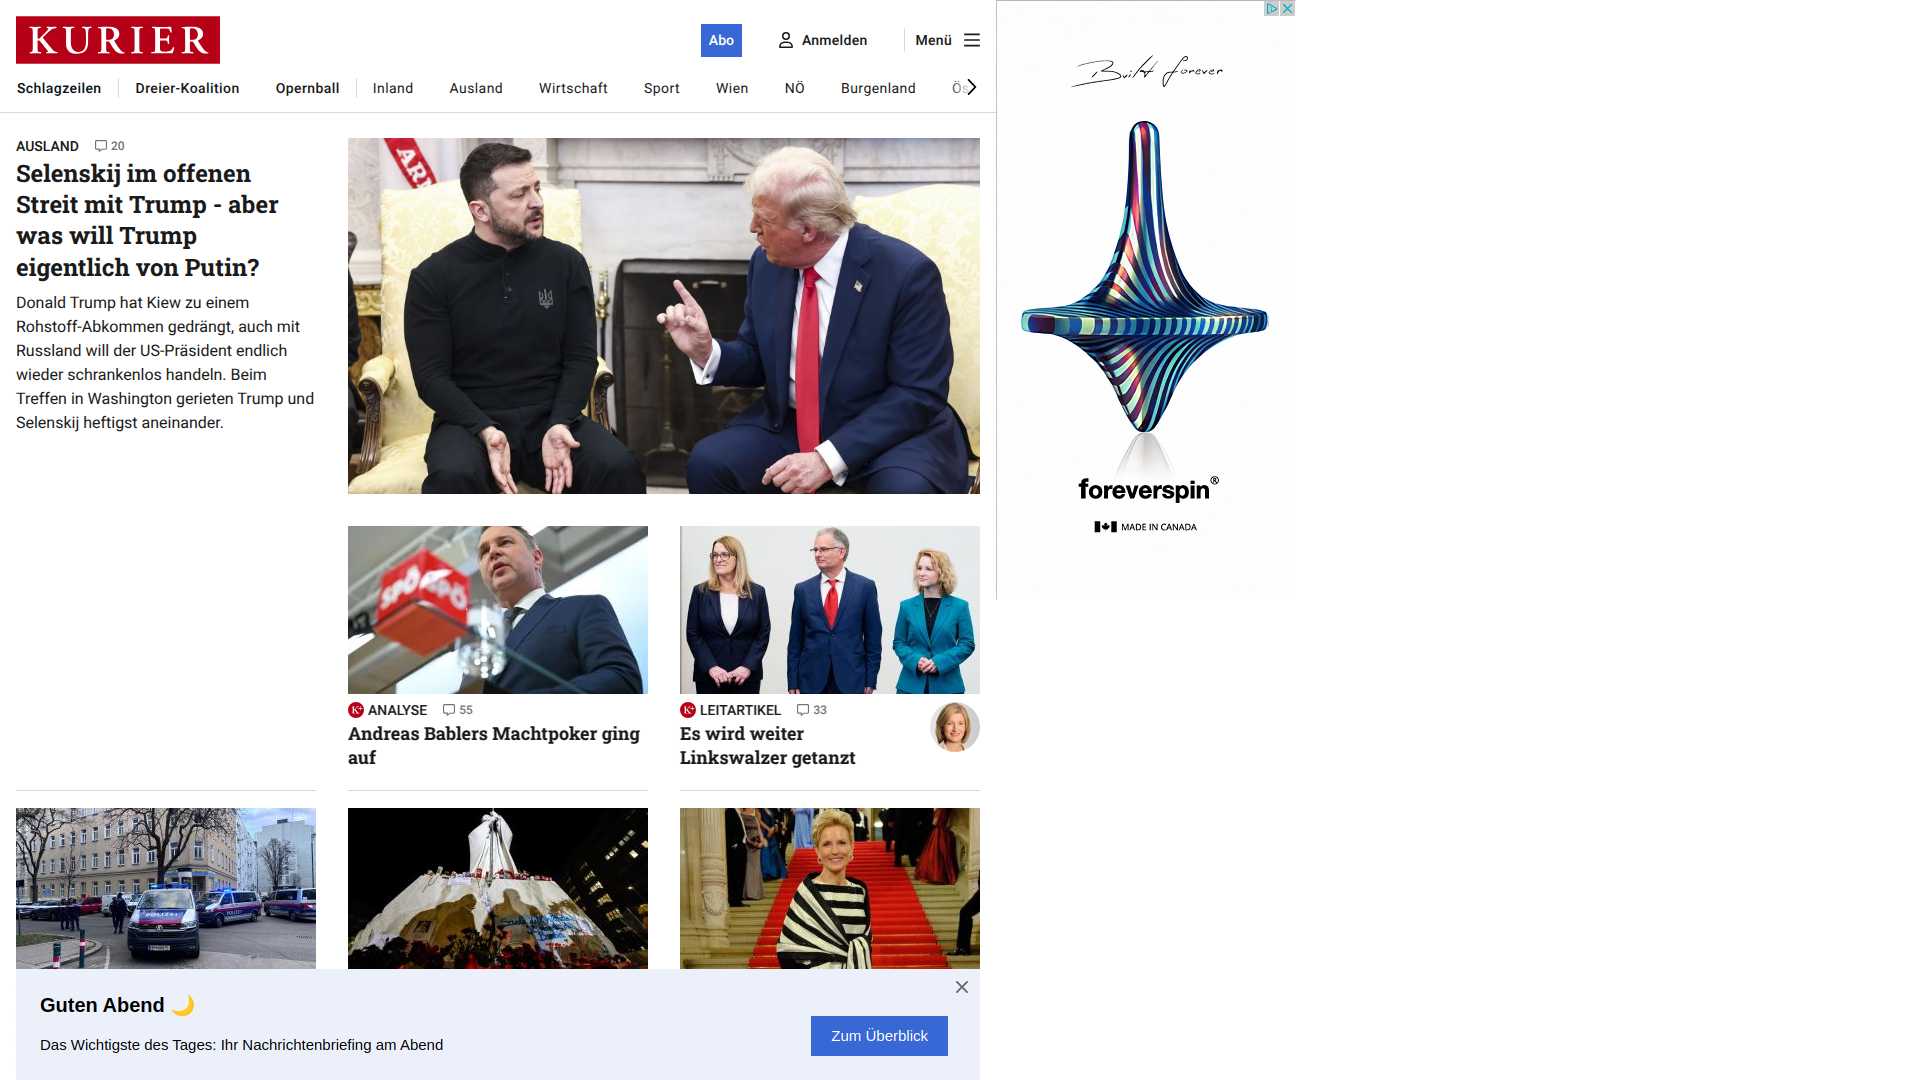 KURIER
Abo
Anmelden
Menü
Schlagzeilen
Dreier-Koalition
Opernball
Inland
Ausland
Wirtschaft
Sport
Wien
NÖ
Burgenland
AUSLAND 20
Selenskij im offenen
Streit mit Trump - aber
was will Trump
eigentlich von Putin?
Donald Trump hat Kiew zu einem
Rohstoff-Abkommen gedrängt, auch mit
Russland will der US-Präsident endlich
wieder schrankenlos handeln. Beim
Treffen in Washington gerieten Trump und
Selenskij heftigst aneinander.
SPÖ
SPÖ
K+ ANALYSE 55
Andreas Bablers Machtpoker ging
auf
K+ LEITARTIKEL 33
Es wird weiter
Linkswalzer getanzt
POLIZEI
POLIZEI
Guten Abend 🌙
Das Wichtigste des Tages: Ihr Nachrichtenbriefing am Abend
Zum Überblick
Built forever
foreverspin®
MADE IN CANADA